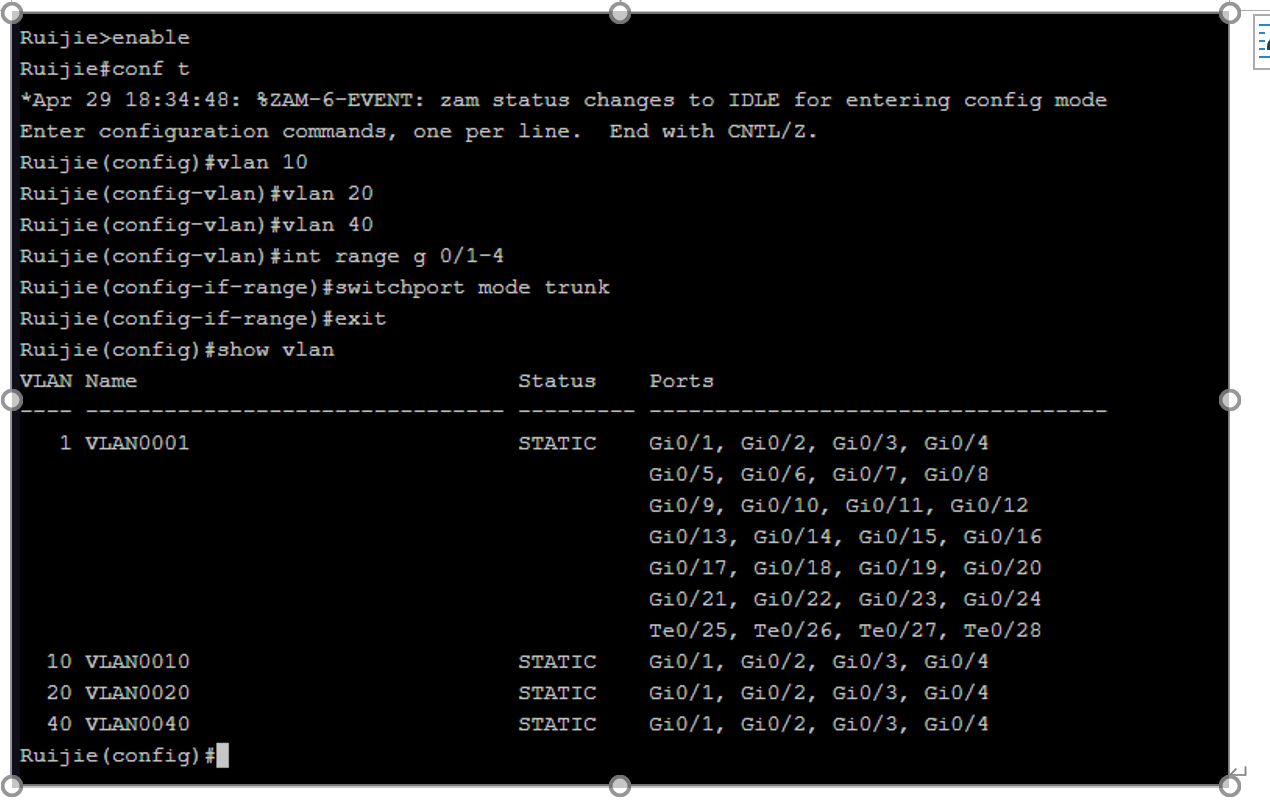 Ruijie>enable
Ruijie#conf t
*Apr 29 18:34:48: %ZAM-6-EVENT: zam status changes to IDLE for entering config mode
Enter configuration commands, one per line.  End with CNTL/Z.
Ruijie(config)#vlan 10
Ruijie(config-vlan)#vlan 20
Ruijie(config-vlan)#vlan 40
Ruijie(config-vlan)#int range g 0/1-4
Ruijie(config-if-range)#switchport mode trunk
Ruijie(config-if-range)#exit
Ruijie(config)#show vlan
VLAN Name                             Status    Ports
---- -------------------------------- --------- -----------------------------------
   1 VLAN0001                         STATIC    Gi0/1, Gi0/2, Gi0/3, Gi0/4
                                                Gi0/5, Gi0/6, Gi0/7, Gi0/8
                                                Gi0/9, Gi0/10, Gi0/11, Gi0/12
                                                Gi0/13, Gi0/14, Gi0/15, Gi0/16
                                                Gi0/17, Gi0/18, Gi0/19, Gi0/20
                                                Gi0/21, Gi0/22, Gi0/23, Gi0/24
                                                Te0/25, Te0/26, Te0/27, Te0/28
  10 VLAN0010                         STATIC    Gi0/1, Gi0/2, Gi0/3, Gi0/4
  20 VLAN0020                         STATIC    Gi0/1, Gi0/2, Gi0/3, Gi0/4
  40 VLAN0040                         STATIC    Gi0/1, Gi0/2, Gi0/3, Gi0/4
Ruijie(config)#